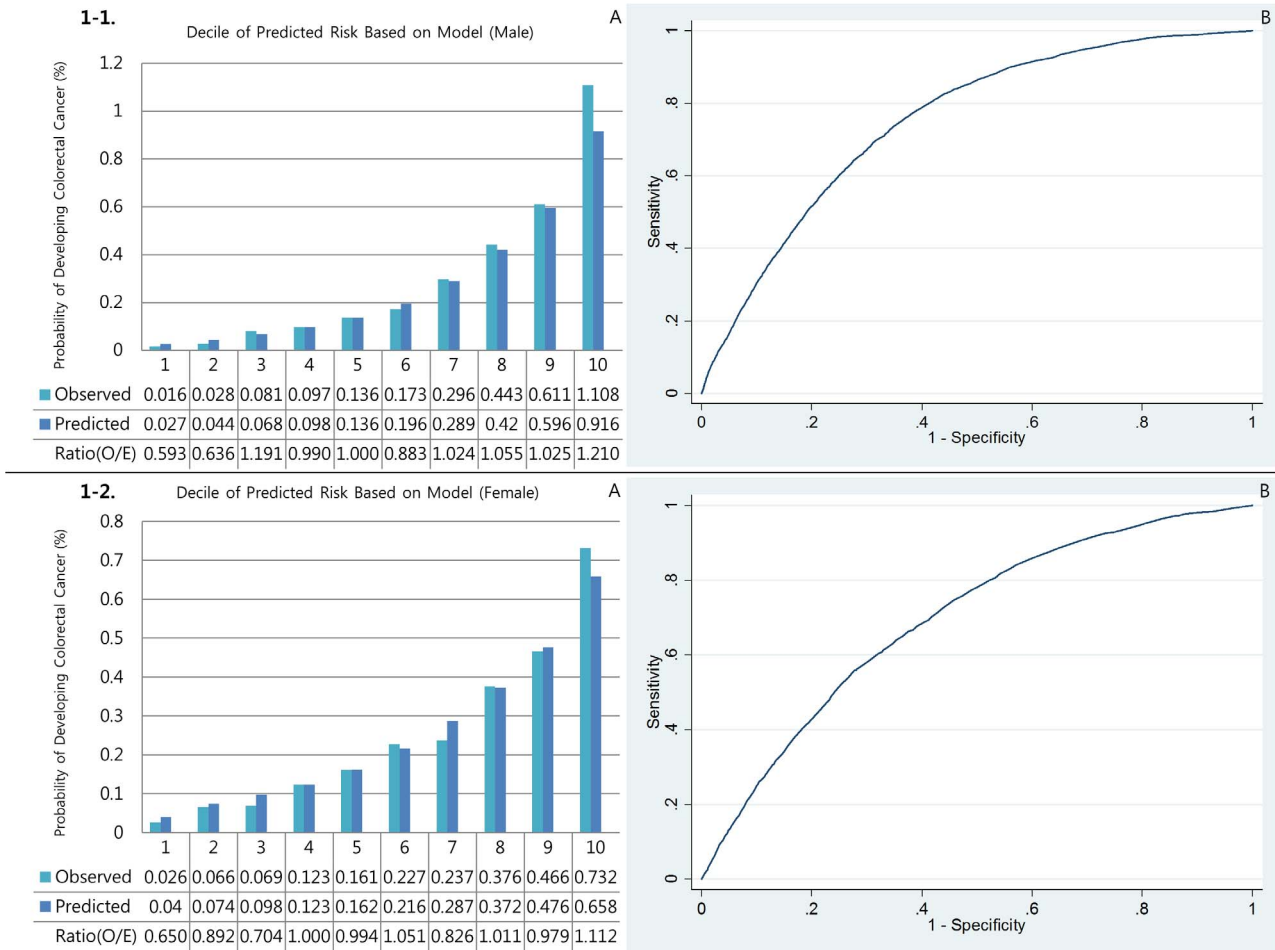 1-1.
A
Decile of Predicted Risk Based on Model (Male)
Probability of Developing Colorectal Cancer (%)
1.2
1
0.8
0.6
0.4
0.2
0
1 2 3 4 5 6 7 8 9 10
Observed 0.016 0.028 0.081 0.097 0.136 0.173 0.296 0.443 0.611 1.108
Predicted 0.027 0.044 0.068 0.098 0.136 0.196 0.289 0.42 0.596 0.916
Ratio(O/E) 0.593 0.636 1.191 0.990 1.000 0.883 1.024 1.055 1.025 1.210
B
Sensitivity
1
.8
.6
.4
.2
0
0 .2 .4 .6 .8 1
1 - Specificity
1-2.
A
Decile of Predicted Risk Based on Model (Female)
Probability of Developing Colorectal Cancer (%)
0.8
0.7
0.6
0.5
0.4
0.3
0.2
0.1
0
1 2 3 4 5 6 7 8 9 10
Observed 0.026 0.066 0.069 0.123 0.161 0.227 0.237 0.376 0.466 0.732
Predicted 0.04 0.074 0.098 0.123 0.162 0.216 0.287 0.372 0.476 0.658
Ratio(O/E) 0.650 0.892 0.704 1.000 0.994 1.051 0.826 1.011 0.979 1.112
B
Sensitivity
1
.8
.6
.4
.2
0
0 .2 .4 .6 .8 1
1 - Specificity